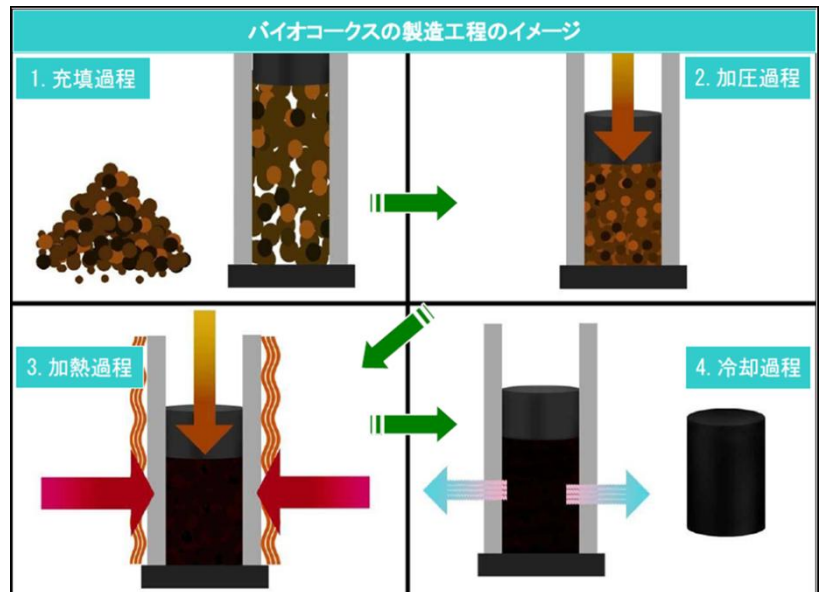 バイオコークスの製造工程のイメージ
1. 充填過程
2. 加圧過程
3. 加熱過程
4. 冷却過程